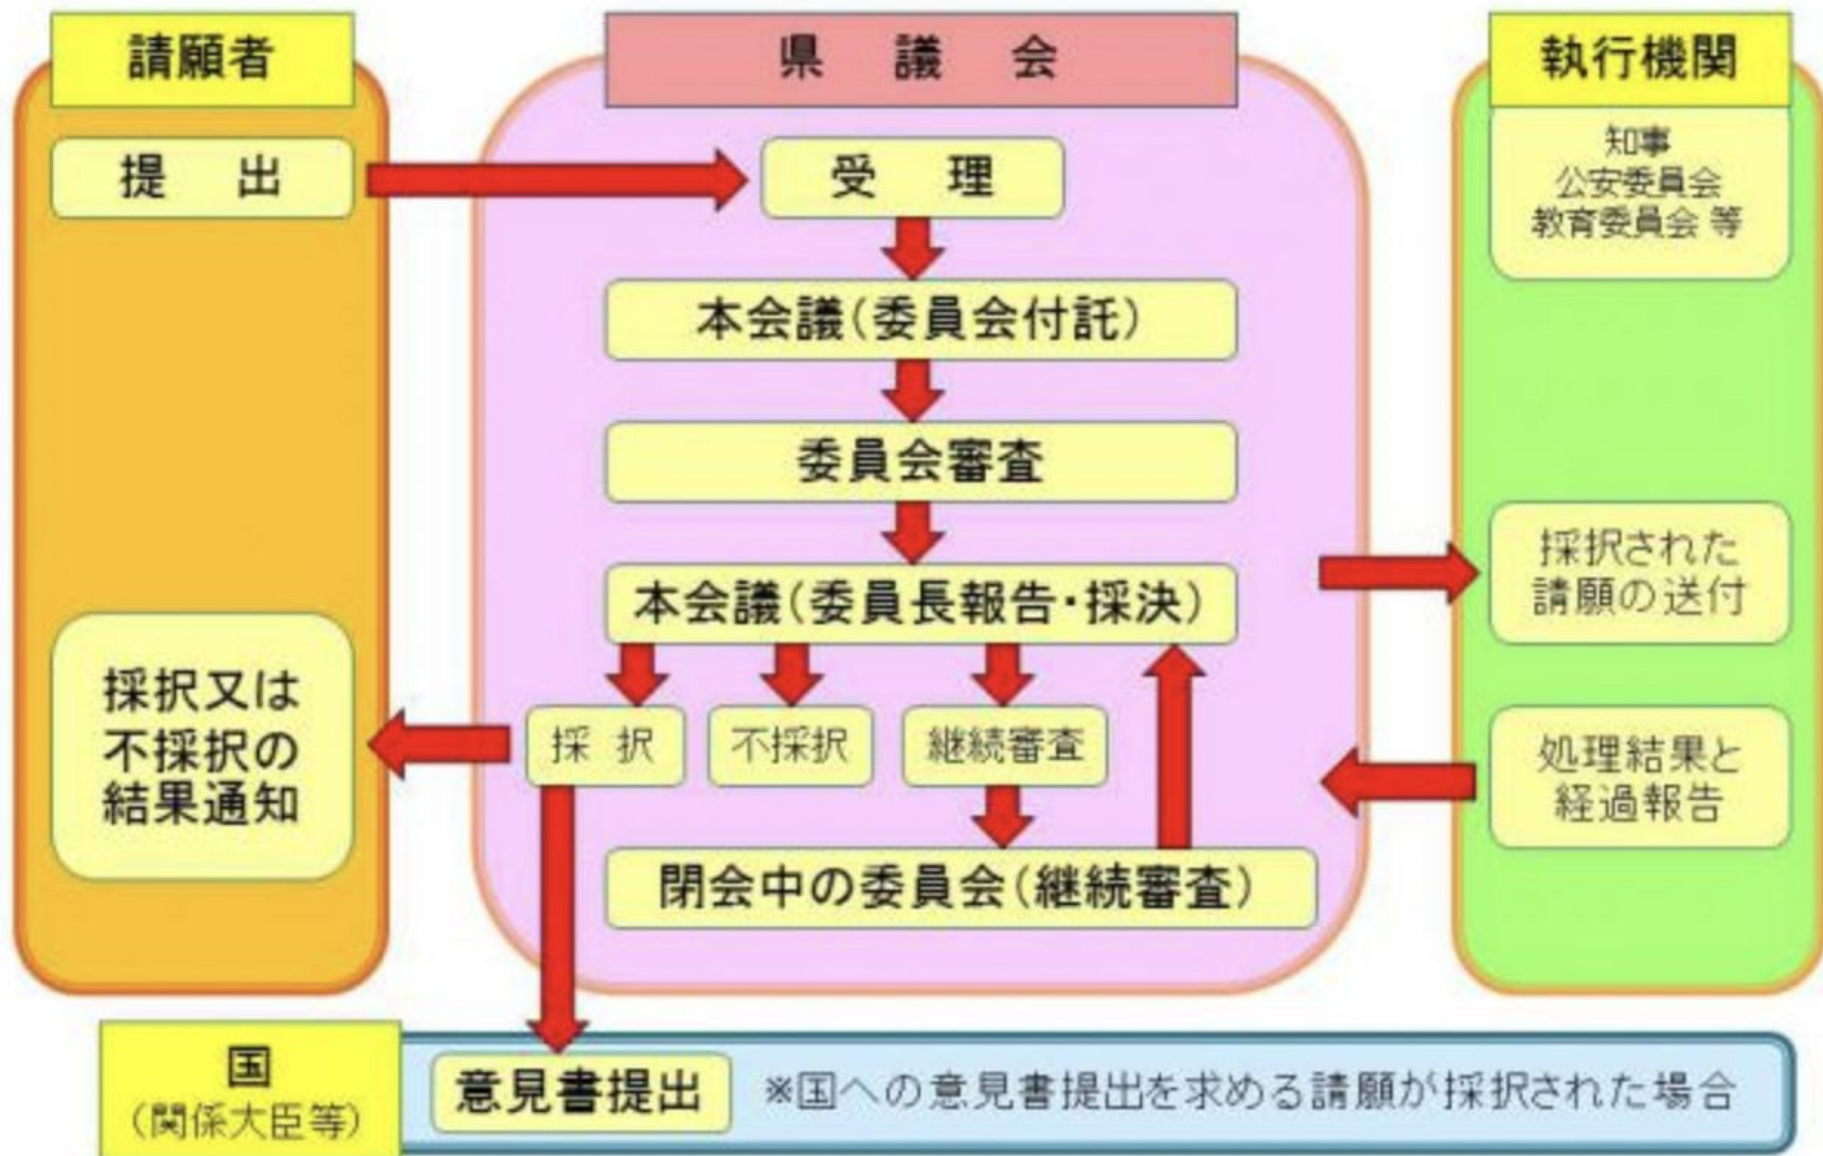 請願者
提 出
採択又は
不採択の
結果通知
県 議 会
受 理
本会議(委員会付託)
委員会審査
本会議(委員長報告・採決)
採 択
不採択
継続審査
閉会中の委員会(継続審査)
執行機関
知事
公安委員会
教育委員会 等
採択された
請願の送付
処理結果と
経過報告
国
(関係大臣等)
意見書提出
※国への意見書提出を求める請願が採択された場合